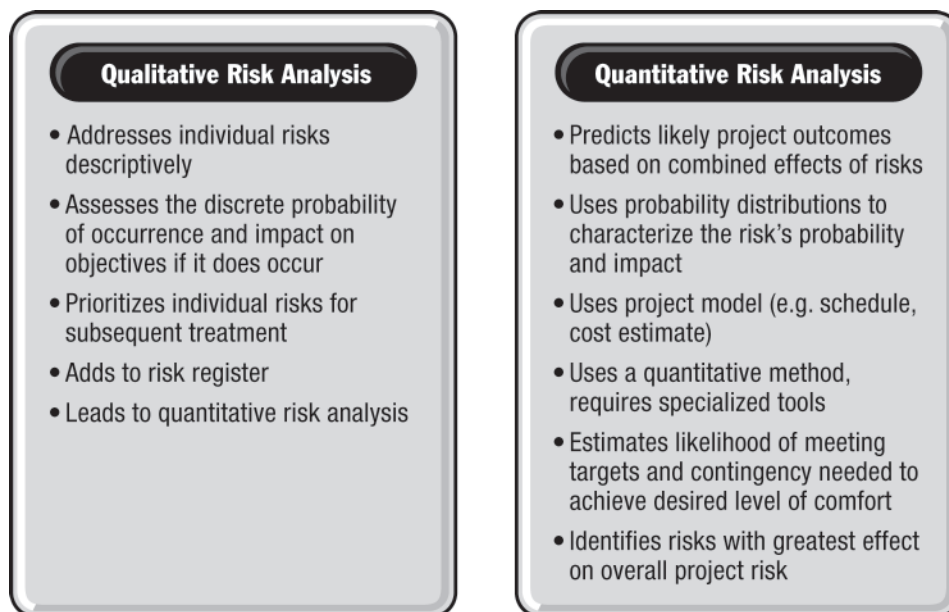 Qualitative Risk Analysis
• Addresses individual risks
descriptively
• Assesses the discrete probability
of occurrence and impact on
objectives if it does occur
• Prioritizes individual risks for
subsequent treatment
• Adds to risk register
• Leads to quantitative risk analysis
Quantitative Risk Analysis
• Predicts likely project outcomes
based on combined effects of risks
• Uses probability distributions to
characterize the risk's probability
and impact
• Uses project model (e.g. schedule,
cost estimate)
• Uses a quantitative method,
requires specialized tools
• Estimates likelihood of meeting
targets and contingency needed to
achieve desired level of comfort
• Identifies risks with greatest effect
on overall project risk